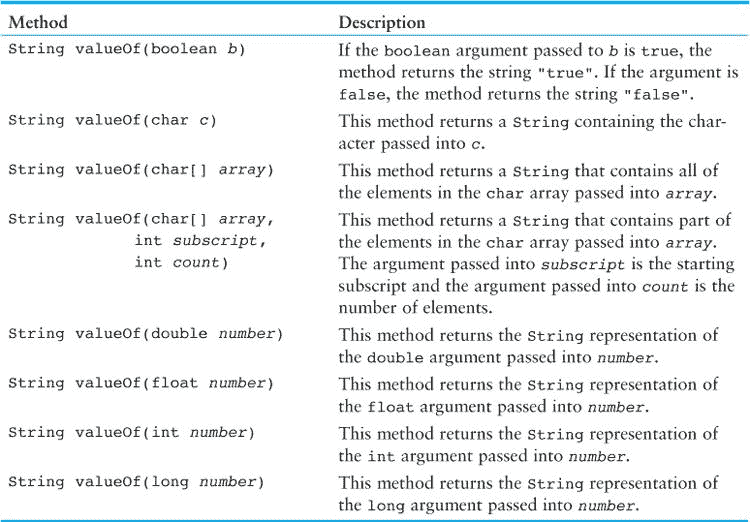 Method Description
String valueOf(boolean b) If the boolean argument passed to b is true, the
method returns the string "true". If the argument is
false, the method returns the string "false".
String valueOf(char c) This method returns a String containing the char-
acter passed into c.
String valueOf(char[] array) This method returns a String that contains all of
the elements in the char array passed into array.
String valueOf(char[] array, This method returns a String that contains part of
int subscript, the elements in the char array passed into array.
int count) The argument passed into subscript is the starting
subscript and the argument passed into count is the
number of elements.
String valueOf(double number) This method returns the String representation of
the double argument passed into number.
String valueOf(float number) This method returns the String representation of
the float argument passed into number.
String valueOf(int number) This method returns the String representation of
the int argument passed into number.
String valueOf(long number) This method returns the String representation of
the long argument passed into number.